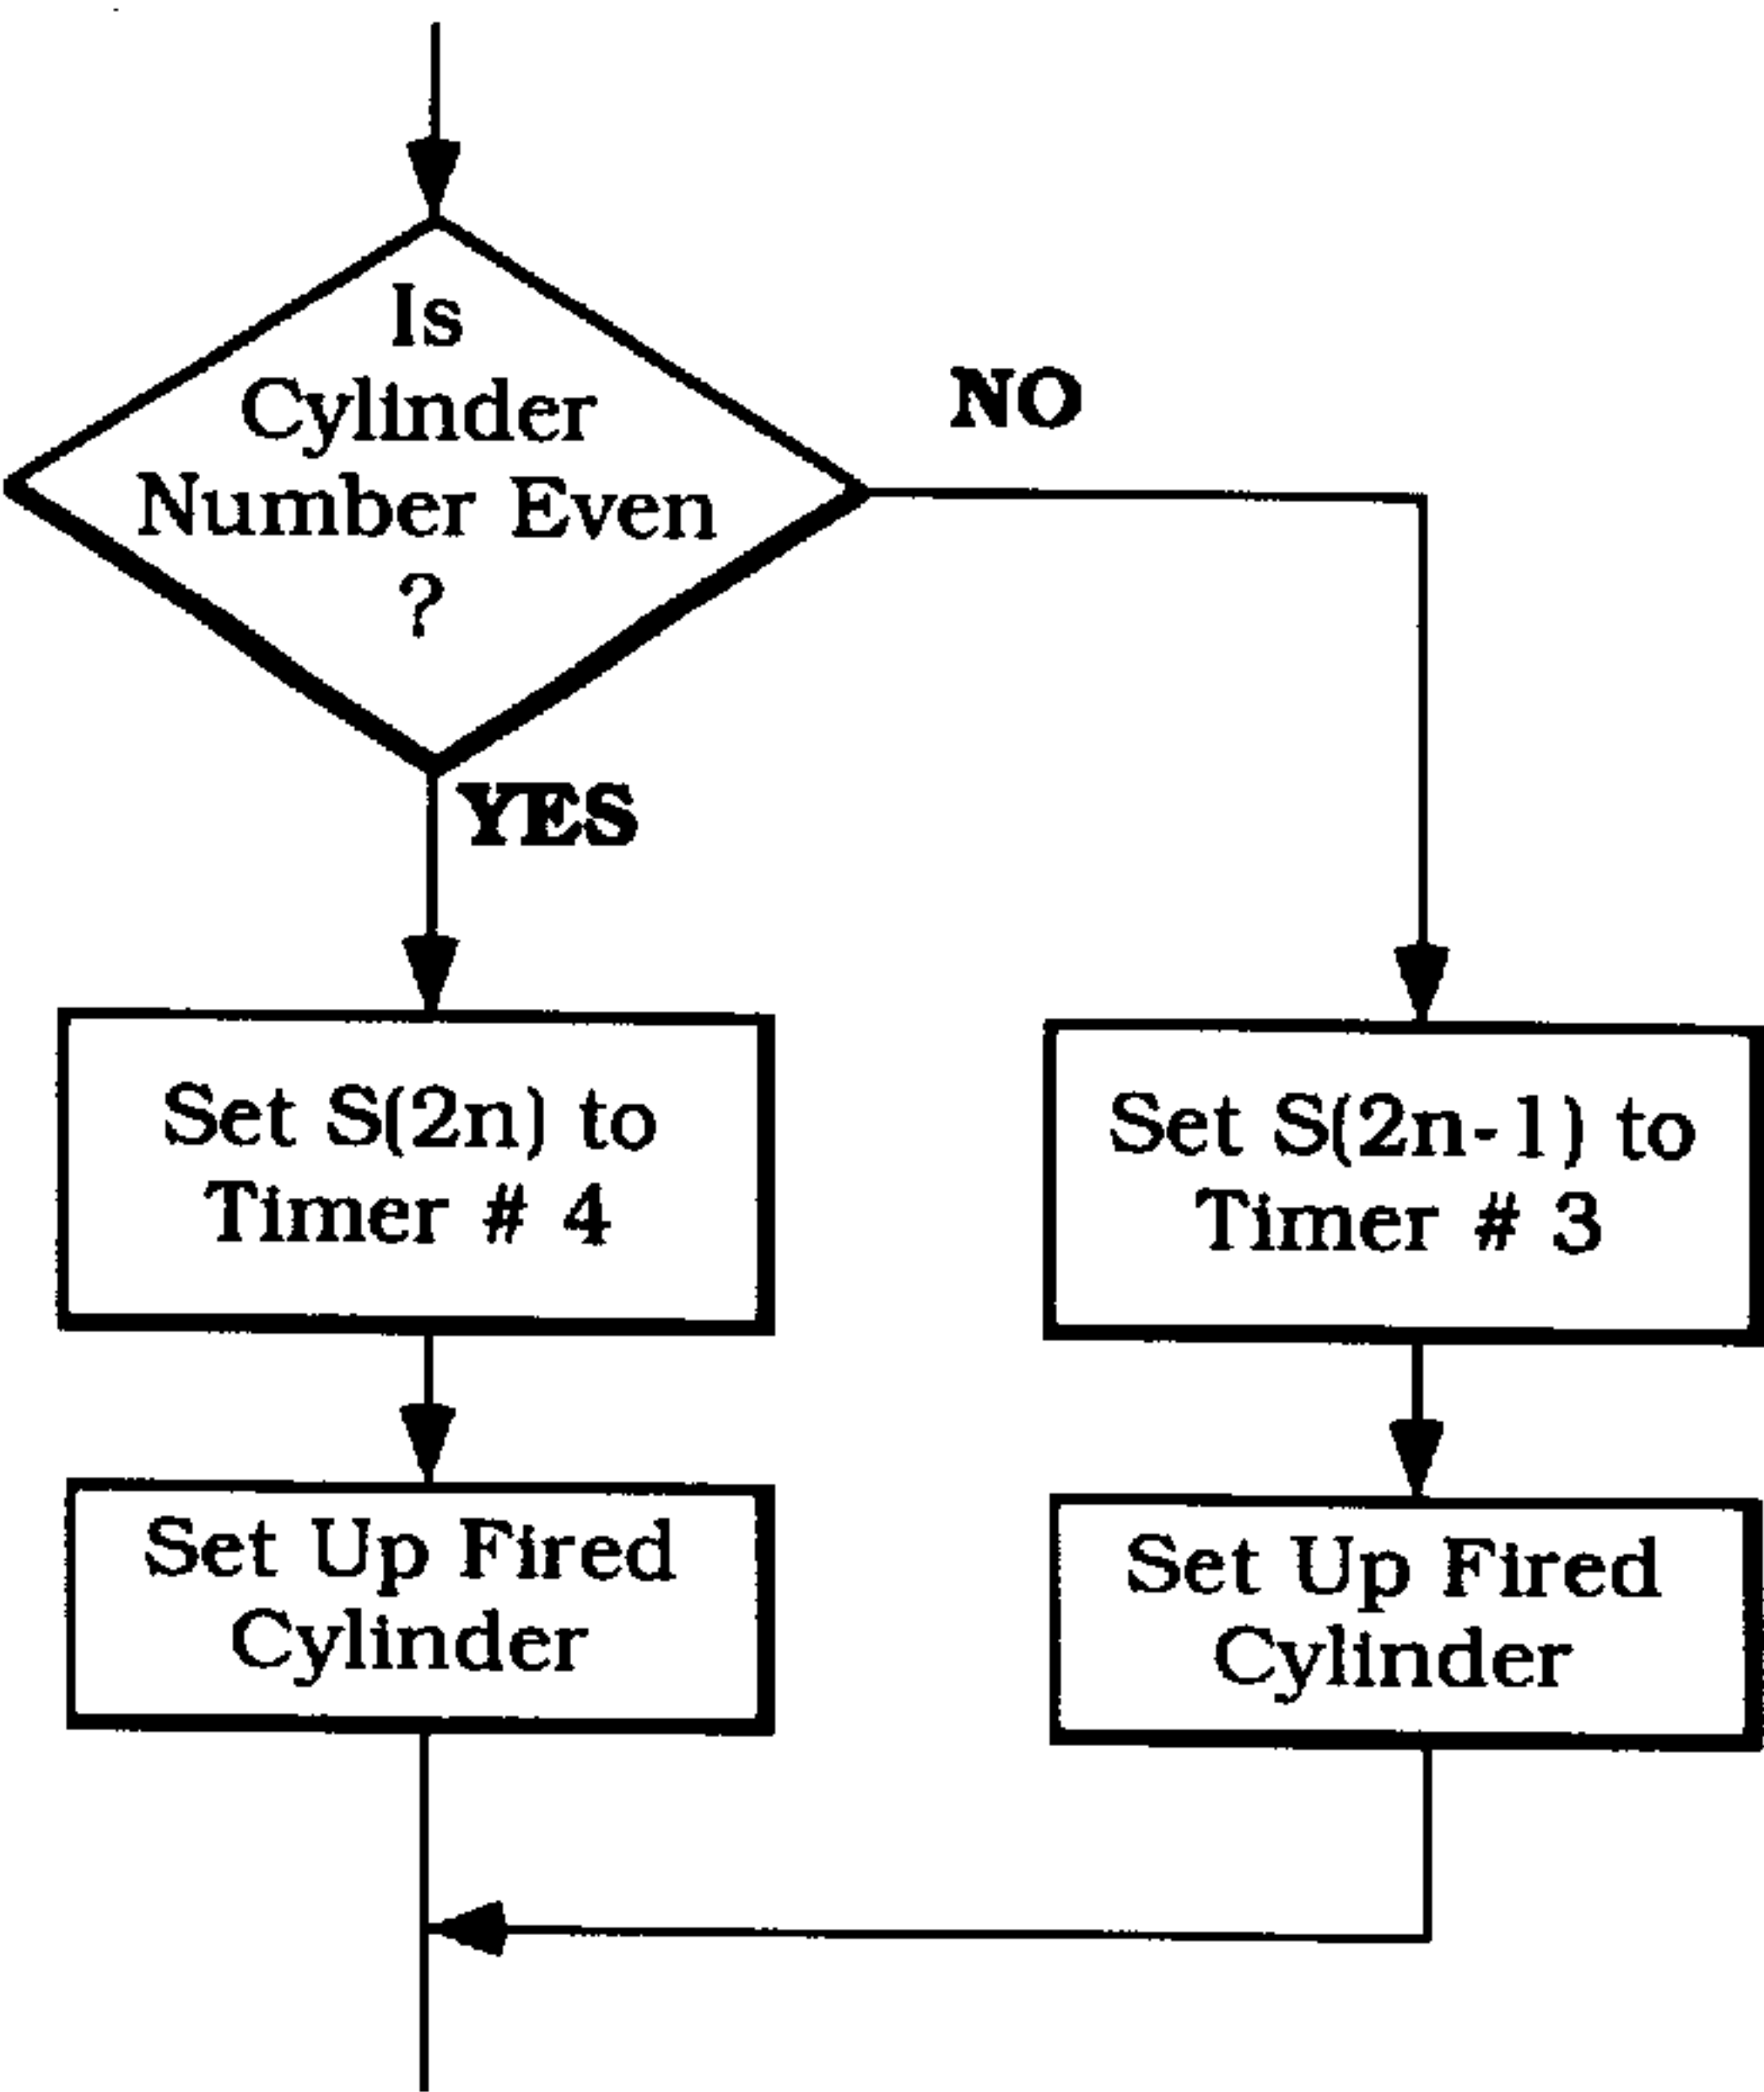 Is
Cylinder
Number Even
?
NO
YES
Set S(2n) to
Timer # 4
Set S(2n-1) to
Timer # 3
Set Up Fired
Cylinder
Set Up Fired
Cylinder